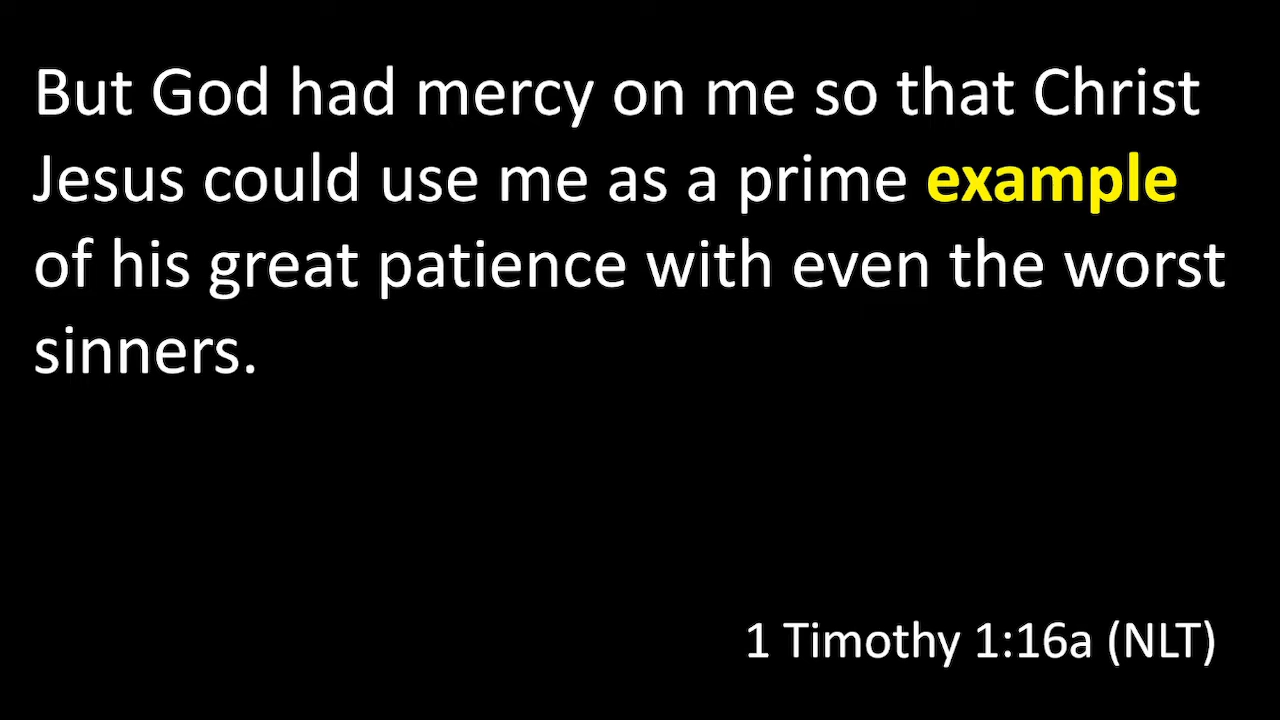 But God had mercy on me so that Christ
Jesus could use me as a prime example
of his great patience with even the worst
sinners.
1 Timothy 1:16a (NLT)